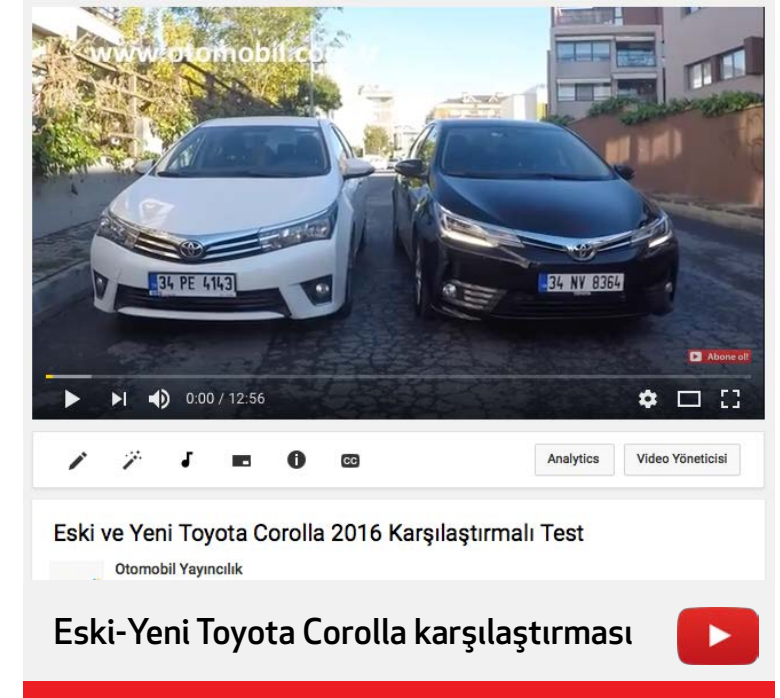 www.otomobil.com.tr
34 PE 4143
34 NV 8364
Abone ol!
0:00 / 12:56
CC
Analytics
Video Yöneticisi
Eski ve Yeni Toyota Corolla 2016 Karşılaştırmalı Test
Otomobil Yayıncılık
Eski-Yeni Toyota Corolla karşılaştırması